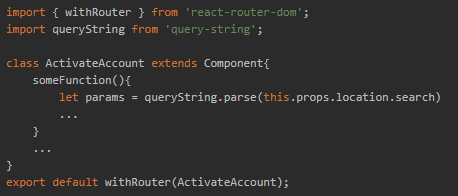 import { withRouter } from 'react-router-dom';
import queryString from 'query-string';

class ActivateAccount extends Component{
    someFunction(){
        let params = queryString.parse(this.props.location.search)
        ...
    }
    ...
}
export default withRouter(ActivateAccount);